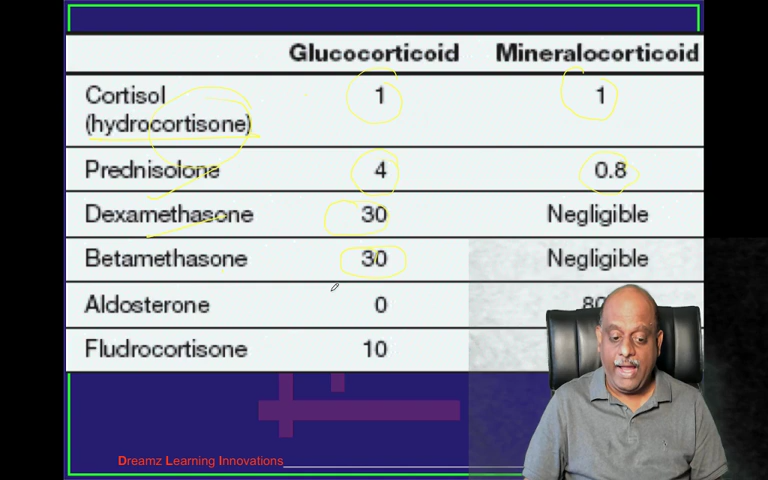 Glucocorticoid Mineralocorticoid
Cortisol
(hydrocortisone) 1 1
Prednisolone 4 0.8
Dexamethasone 30 Negligible
Betamethasone 30 Negligible
Aldosterone 0
Fludrocortisone 10
Dreamz Learning Innovations